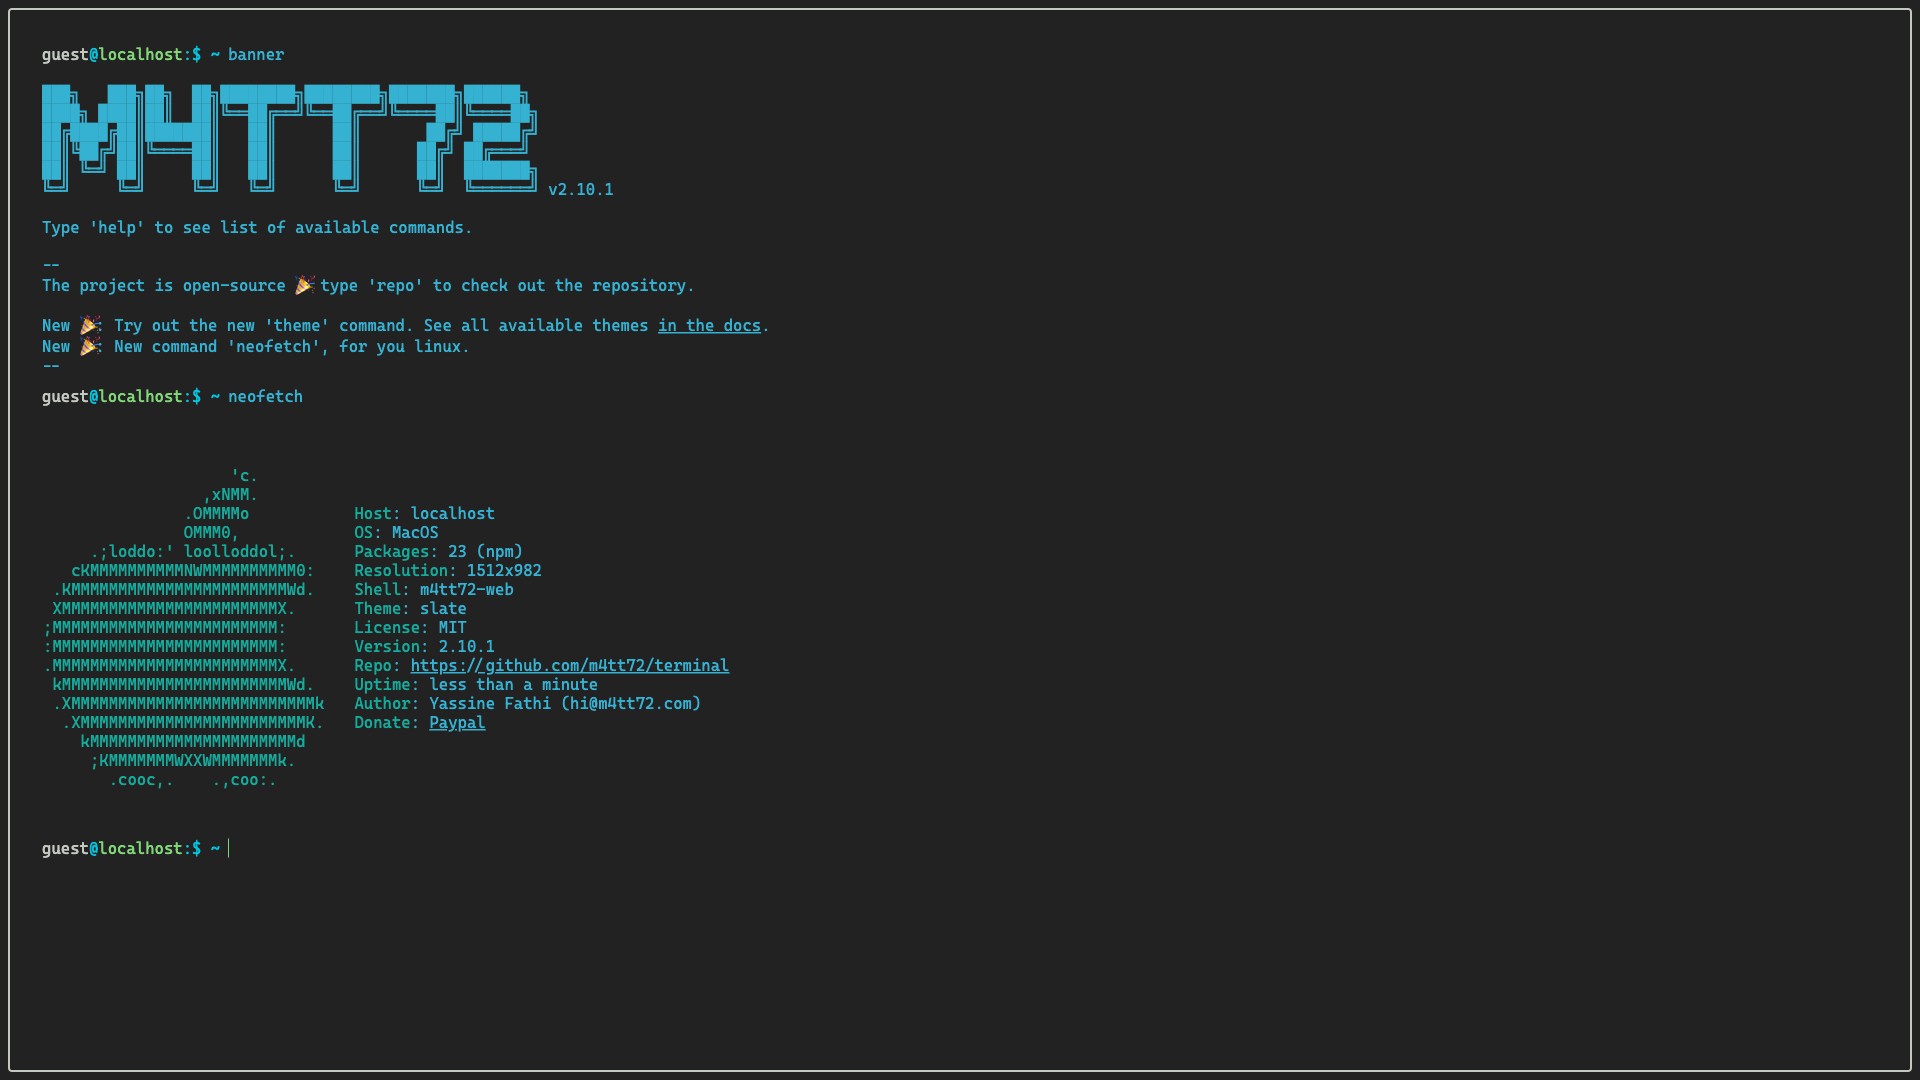 guest@localhost:$ ~ banner
M4TT72 v2.10.1
Type 'help' to see list of available commands.
--
The project is open-source 🎉 type 'repo' to check out the repository.
New 🎉: Try out the new 'theme' command. See all available themes in the docs.
New 🎉: New command 'neofetch', for you linux.
--
guest@localhost:$ ~ neofetch
'c.
,xNMM.
.OMMMMo Host: localhost
OMMM0, OS: MacOS
.;loddo:' loolloddol;. Packages: 23 (npm)
cKMMMMMMMMMMNWMMMMMMMMMM0: Resolution: 1512x982
.KMMMMMMMMMMMMMMMMMMMMMMMWd. Shell: m4tt72-web
XMMMMMMMMMMMMMMMMMMMMMMMX. Theme: slate
;MMMMMMMMMMMMMMMMMMMMMMMM: License: MIT
:MMMMMMMMMMMMMMMMMMMMMMMM: Version: 2.10.1
.MMMMMMMMMMMMMMMMMMMMMMMMX. Repo: https://github.com/m4tt72/terminal
kMMMMMMMMMMMMMMMMMMMMMMMMWd. Uptime: less than a minute
.XMMMMMMMMMMMMMMMMMMMMMMMMMMk Author: Yassine Fathi (hi@m4tt72.com)
.XMMMMMMMMMMMMMMMMMMMMMMMMK. Donate: Paypal
kMMMMMMMMMMMMMMMMMMMMMMd
;KMMMMMMMWXXWMMMMMMMk.
.cooc,. .,coo:.
guest@localhost:$ ~